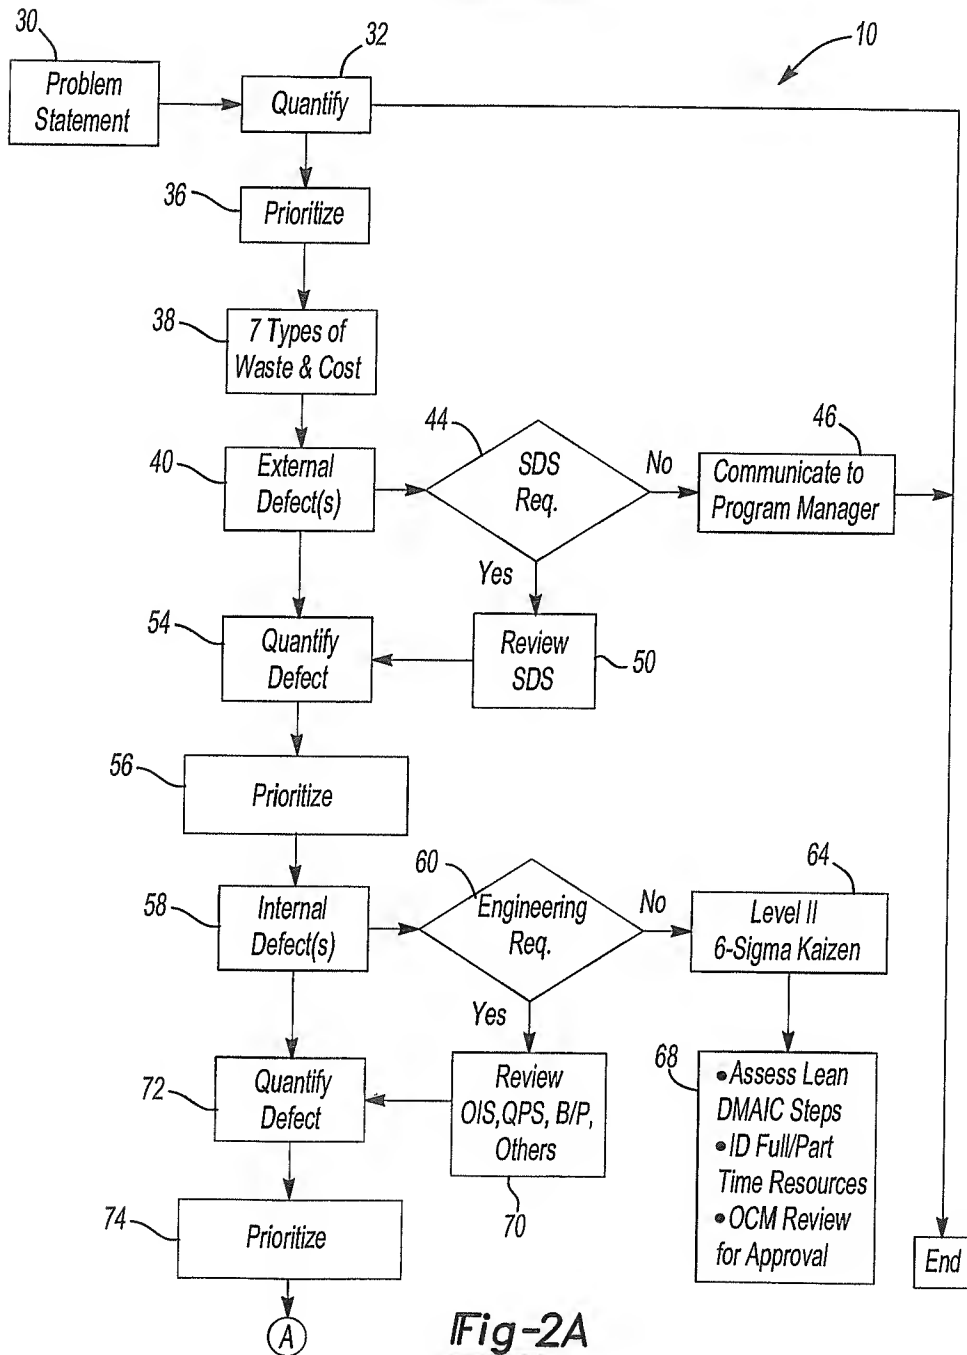 30
32
10
Problem
Statement
Quantify
36
Prioritize
38
7 Types of
Waste & Cost
44
46
40
External
Defect(s)
SDS
Req.
No
Communicate to
Program Manager
Yes
54
Quantify
Defect
Review
SDS
50
56
Prioritize
60
64
58
Internal
Defect(s)
Engineering
Req.
No
Level II
6-Sigma Kaizen
Yes
72
Quantify
Defect
Review
OIS,QPS, B/P,
Others
68
•Assess Lean
DMAIC Steps
•ID Full/Part
Time Resources
•OCM Review
for Approval
70
74
Prioritize
End
A
Fig-2A